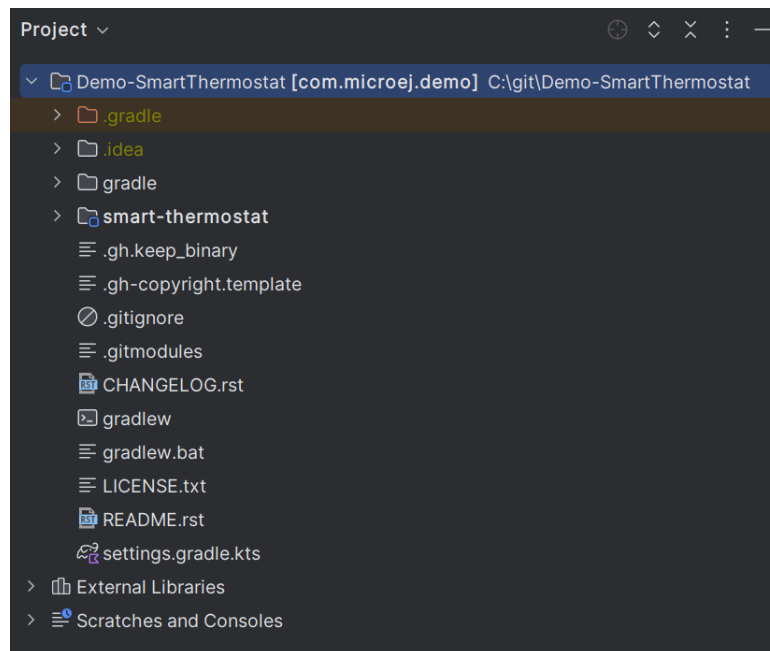 Project
Demo-SmartThermostat [com.microej.demo] C:\git\Demo-SmartThermostat
.gradle
.idea
gradle
smart-thermostat
.gh.keep_binary
.gh-copyright.template
.gitignore
.gitmodules
RST CHANGELOG.rst
gradlew
gradlew.bat
LICENSE.txt
RST README.rst
settings.gradle.kts
External Libraries
Scratches and Consoles